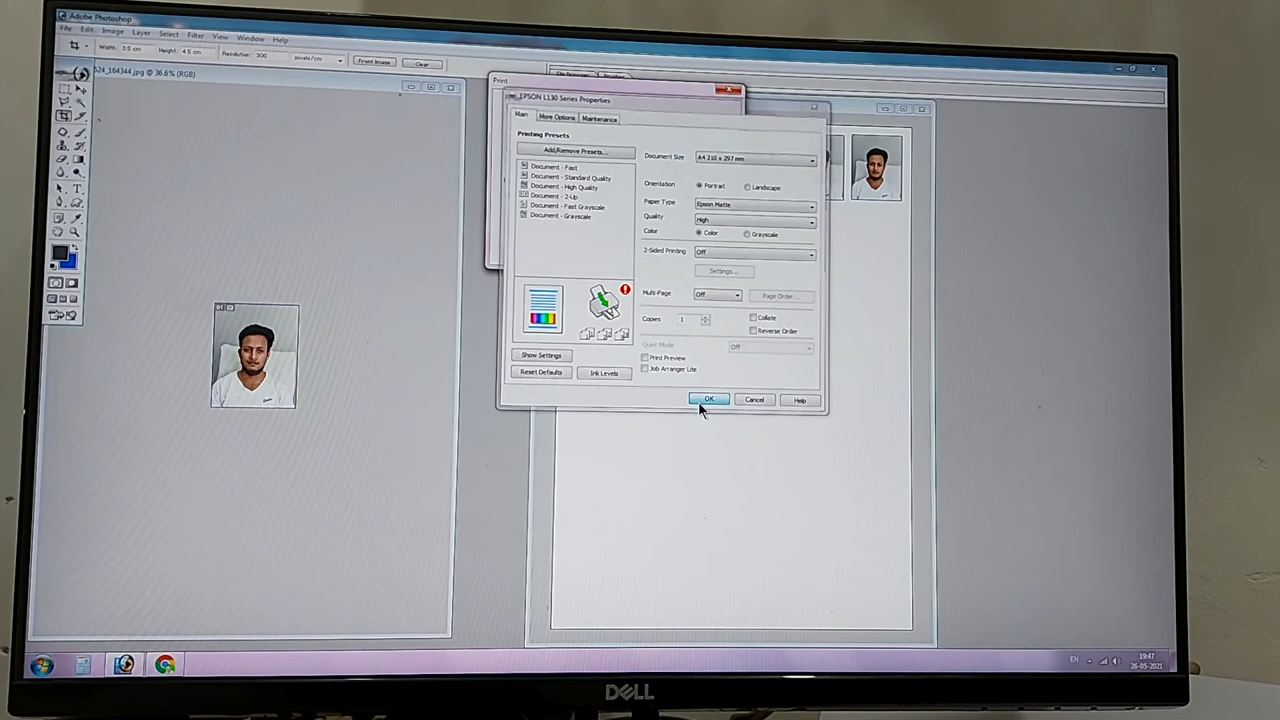 Adobe Photoshop
File Edit Image Layer Select Filter View Window Help
Width: 3.5 cm Height: 4.5 cm Resolution: 300 pixels/cm Front Image Clear
24_164344.jpg @ 36.6% (RGB)
Print
EPSON L130 Series Properties
Main More Options Maintenance
Printing Presets
Add/Remove Presets...
Document - Fast
Document - Standard Quality
Document - High Quality
Document - 2-Up
Document - Fast Grayscale
Document - Grayscale
Show Settings
Reset Defaults Ink Levels
Document Size A4 210 x 297 mm
Orientation Portrait Landscape
Paper Type Epson Matte
Quality High
Color Color Grayscale
2-Sided Printing Off
Settings...
Multi-Page Off Page Order...
Copies 1 Collate
Reverse Order
Quiet Mode Off
Print Preview
Job Arranger Lite
OK Cancel Help
EN 19:47
26-05-2021
DELL